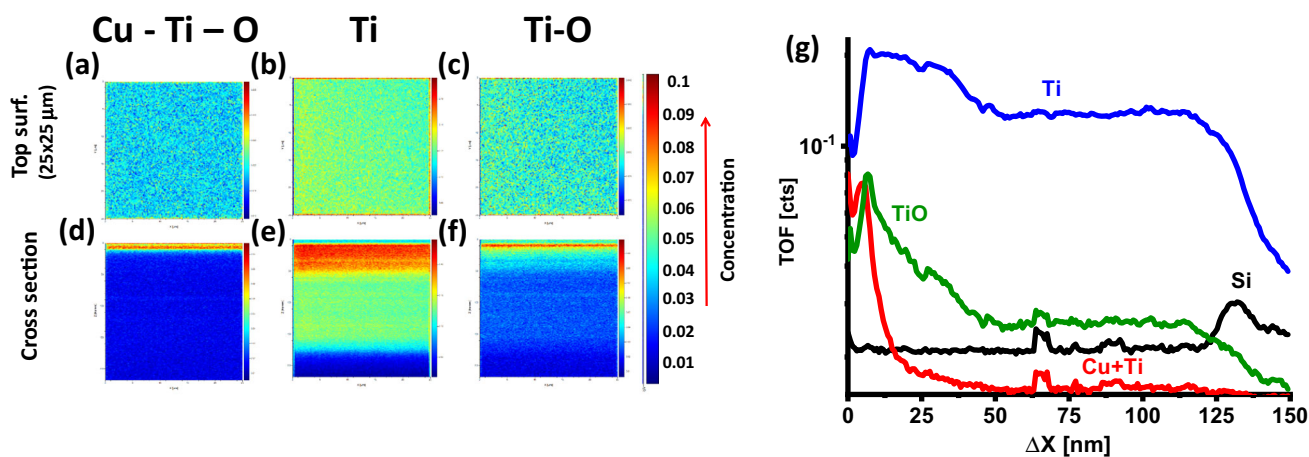 Cu - Ti – O
Ti
Ti-O
(a)
(b)
(c)
Top surf.
(25x25 μm)
(d)
(e)
(f)
Cross section
0.1
0.09
0.08
0.07
0.06
0.05
0.04
0.03
0.02
0.01
Concentration
(g)
Ti
TiO
Si
Cu+Ti
10⁻¹
TOF [cts]
0 25 50 75 100 125 150
ΔX [nm]